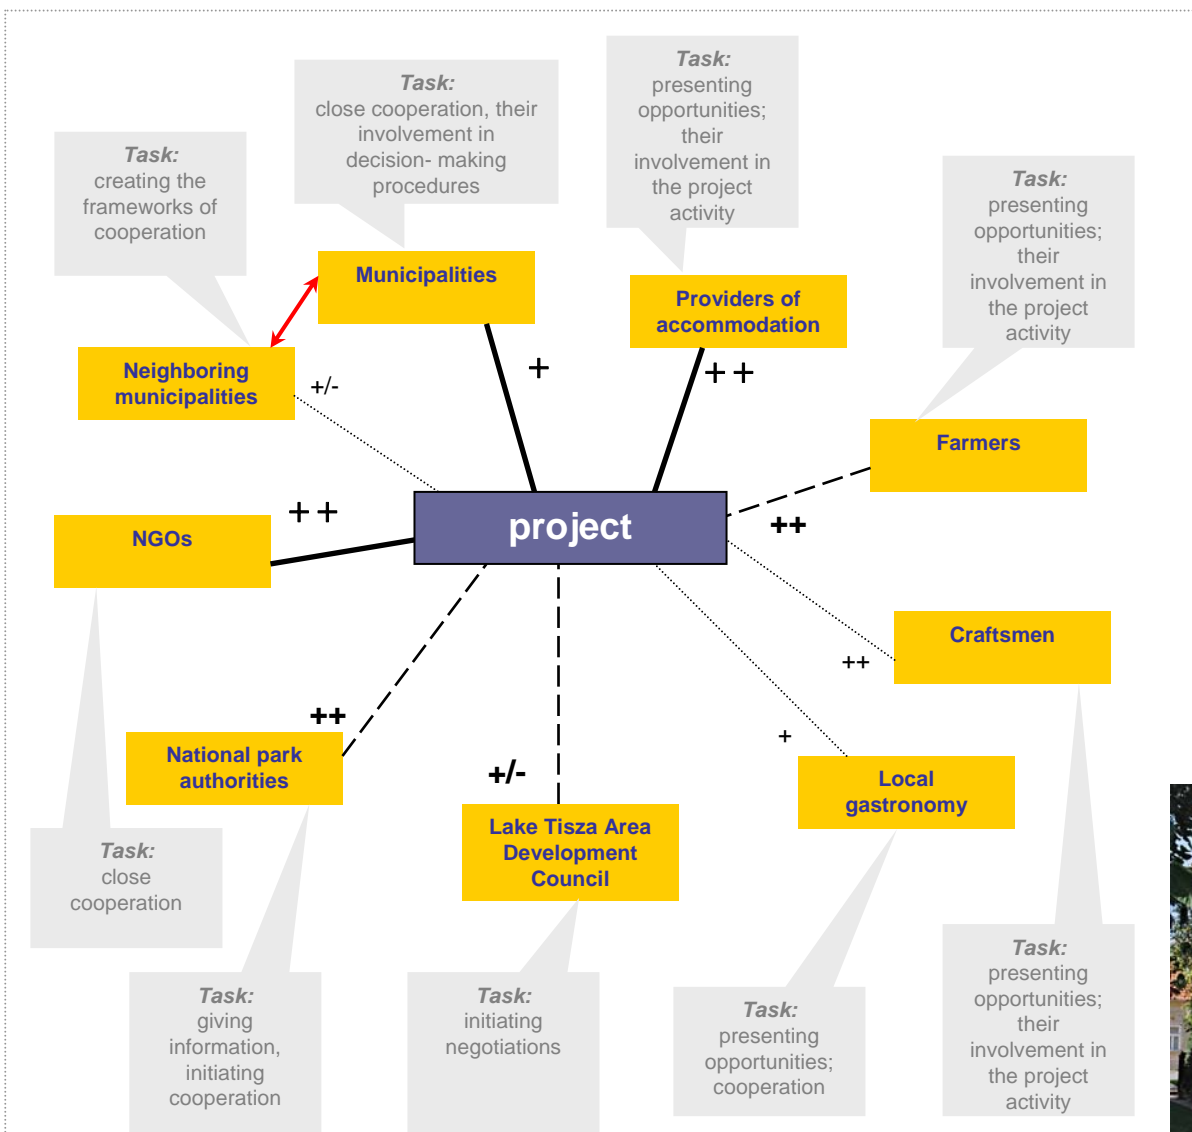 Task:
close cooperation, their
involvement in
decision- making
procedures
Task:
presenting
opportunities;
their
involvement in
the project
activity
Task:
creating the
frameworks of
cooperation
Task:
presenting
opportunities;
their
involvement in
the project
activity
Municipalities
Providers of
accommodation
Neighboring
municipalities
+/-
+
++
Farmers
++
NGOs
project
++
Craftsmen
++
National park
authorities
++
+/-
Lake Tisza Area
Development
Council
+
Local
gastronomy
Task:
close
cooperation
Task:
giving
information,
initiating
cooperation
Task:
initiating
negotiations
Task:
presenting
opportunities;
cooperation
Task:
presenting
opportunities;
their
involvement in
the project
activity